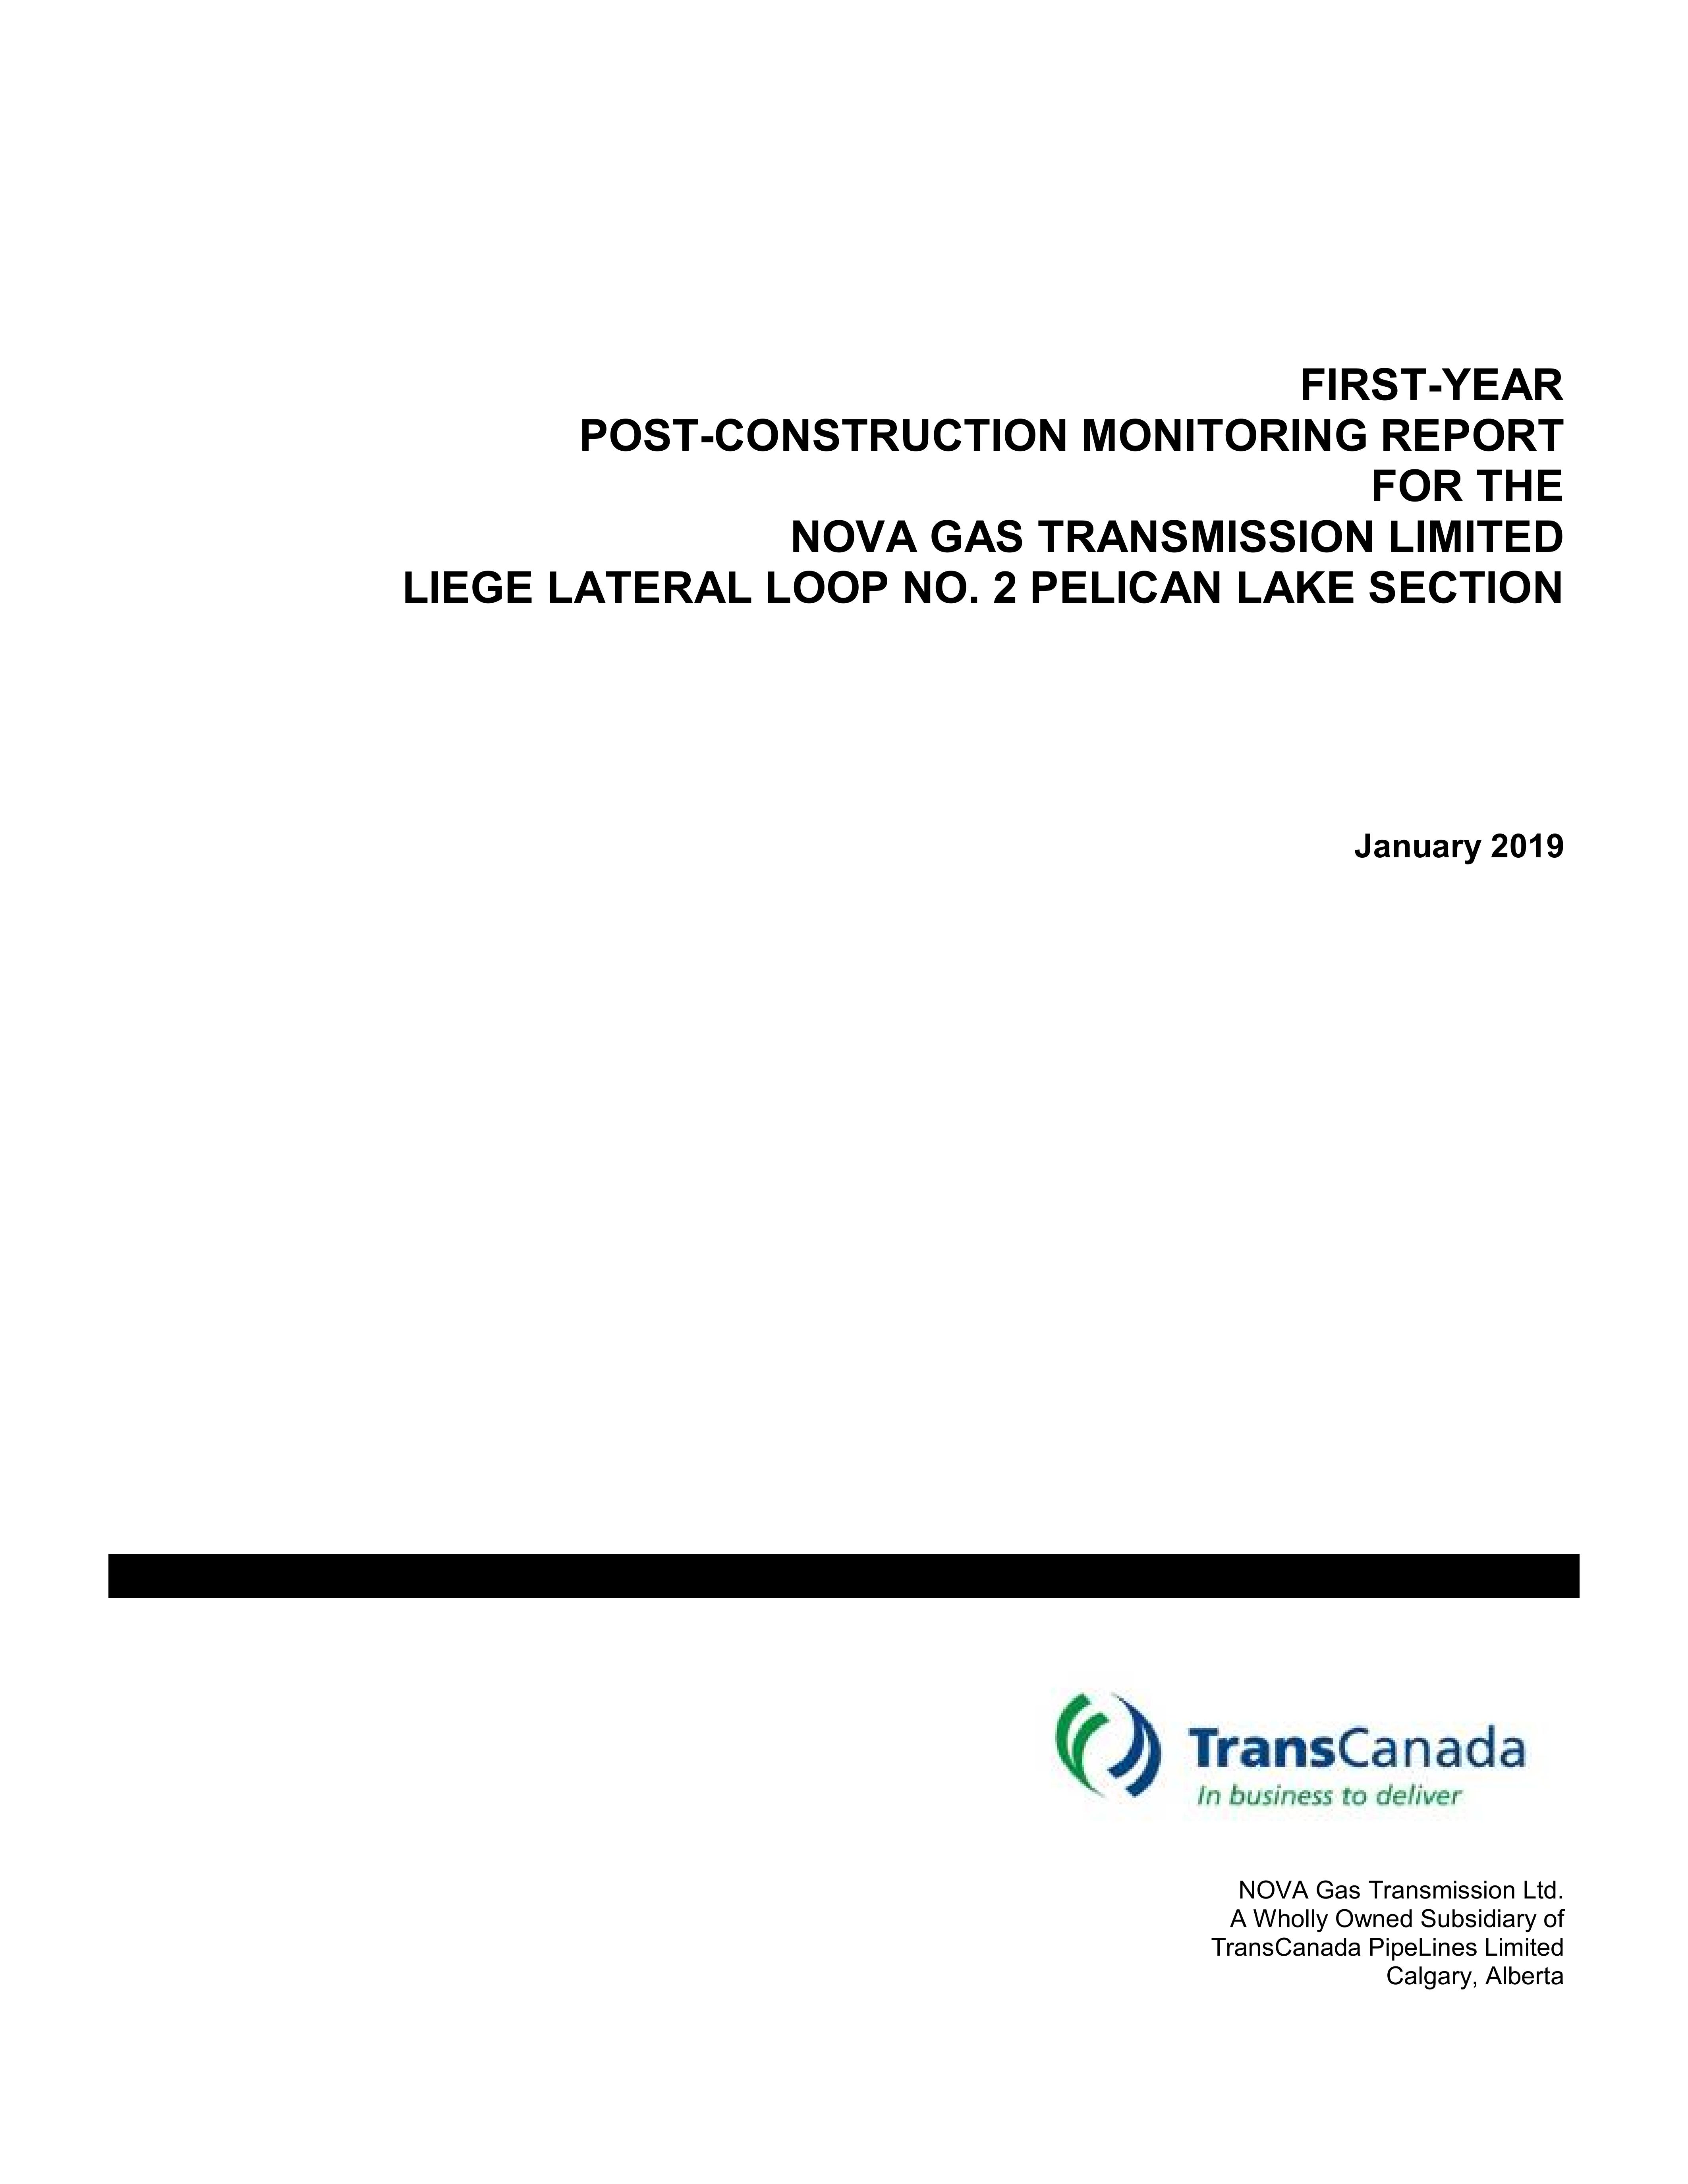 FIRST-YEAR
POST-CONSTRUCTION MONITORING REPORT
FOR THE
NOVA GAS TRANSMISSION LIMITED
LIEGE LATERAL LOOP NO. 2 PELICAN LAKE SECTION
January 2019
TransCanada
In business to deliver
NOVA Gas Transmission Ltd.
A Wholly Owned Subsidiary of
TransCanada PipeLines Limited
Calgary, Alberta